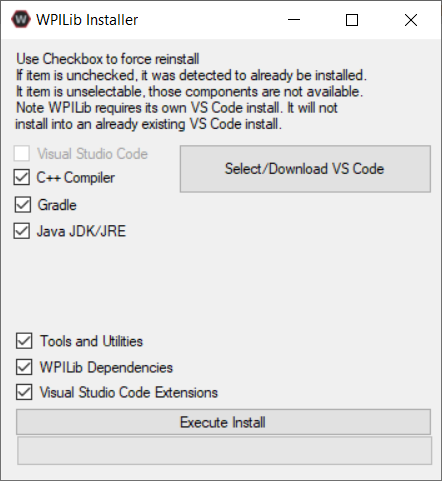 WPILib Installer
Use Checkbox to force reinstall
If item is unchecked, it was detected to already be installed.
It item is unselectable, those components are not available.
Note WPILib requires its own VS Code install. It will not
install into an already existing VS Code install.
Visual Studio Code
Select/Download VS Code
C++ Compiler
Gradle
Java JDK/JRE
Tools and Utilities
WPILib Dependencies
Visual Studio Code Extensions
Execute Install